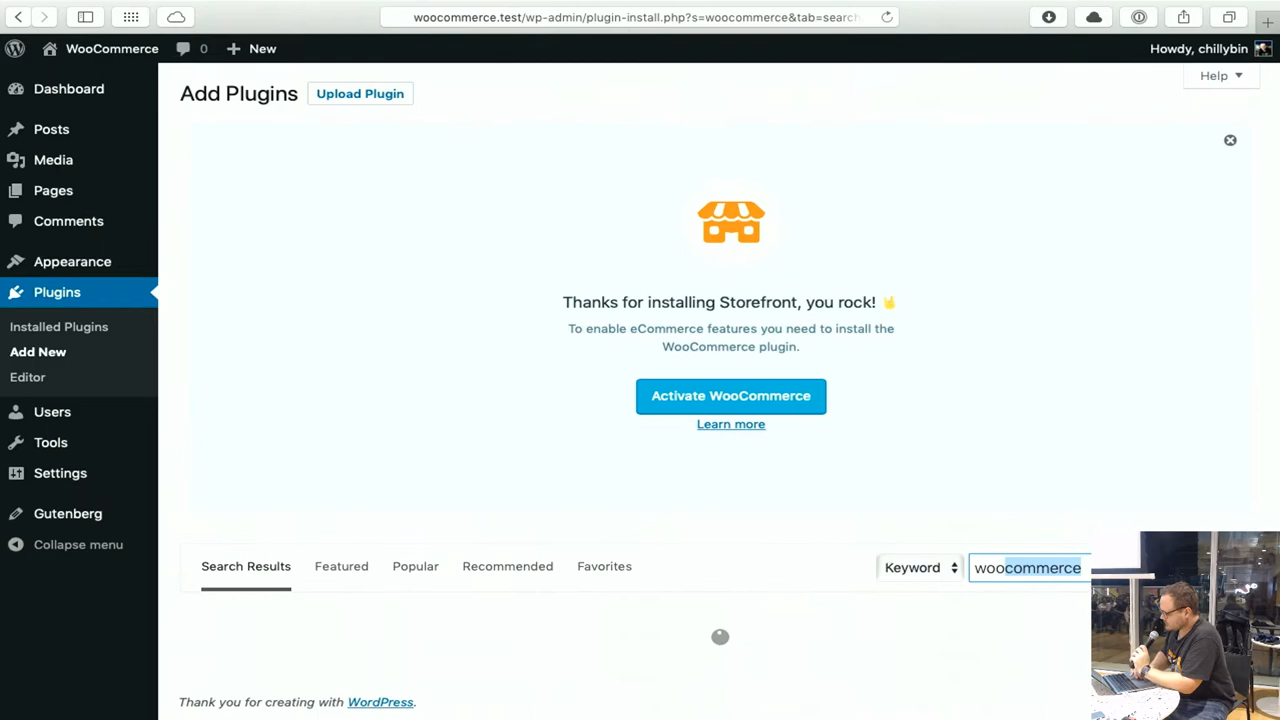 woocommerce.test/wp-admin/plugin-install.php?s=woocommerce&tab=search
WooCommerce
0
New
Howdy, chillybin
Help
Dashboard
Posts
Media
Pages
Comments
Appearance
Plugins
Installed Plugins
Add New
Editor
Users
Tools
Settings
Gutenberg
Collapse menu
Add Plugins
Upload Plugin
Thanks for installing Storefront, you rock! 🤘
To enable eCommerce features you need to install the
WooCommerce plugin.
Activate WooCommerce
Learn more
Search Results
Featured
Popular
Recommended
Favorites
Keyword
woocommerce
Thank you for creating with WordPress.